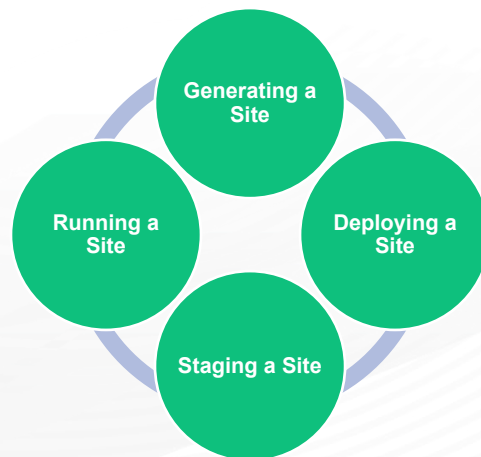 Generating a
Site
Deploying a
Site
Staging a Site
Running a
Site